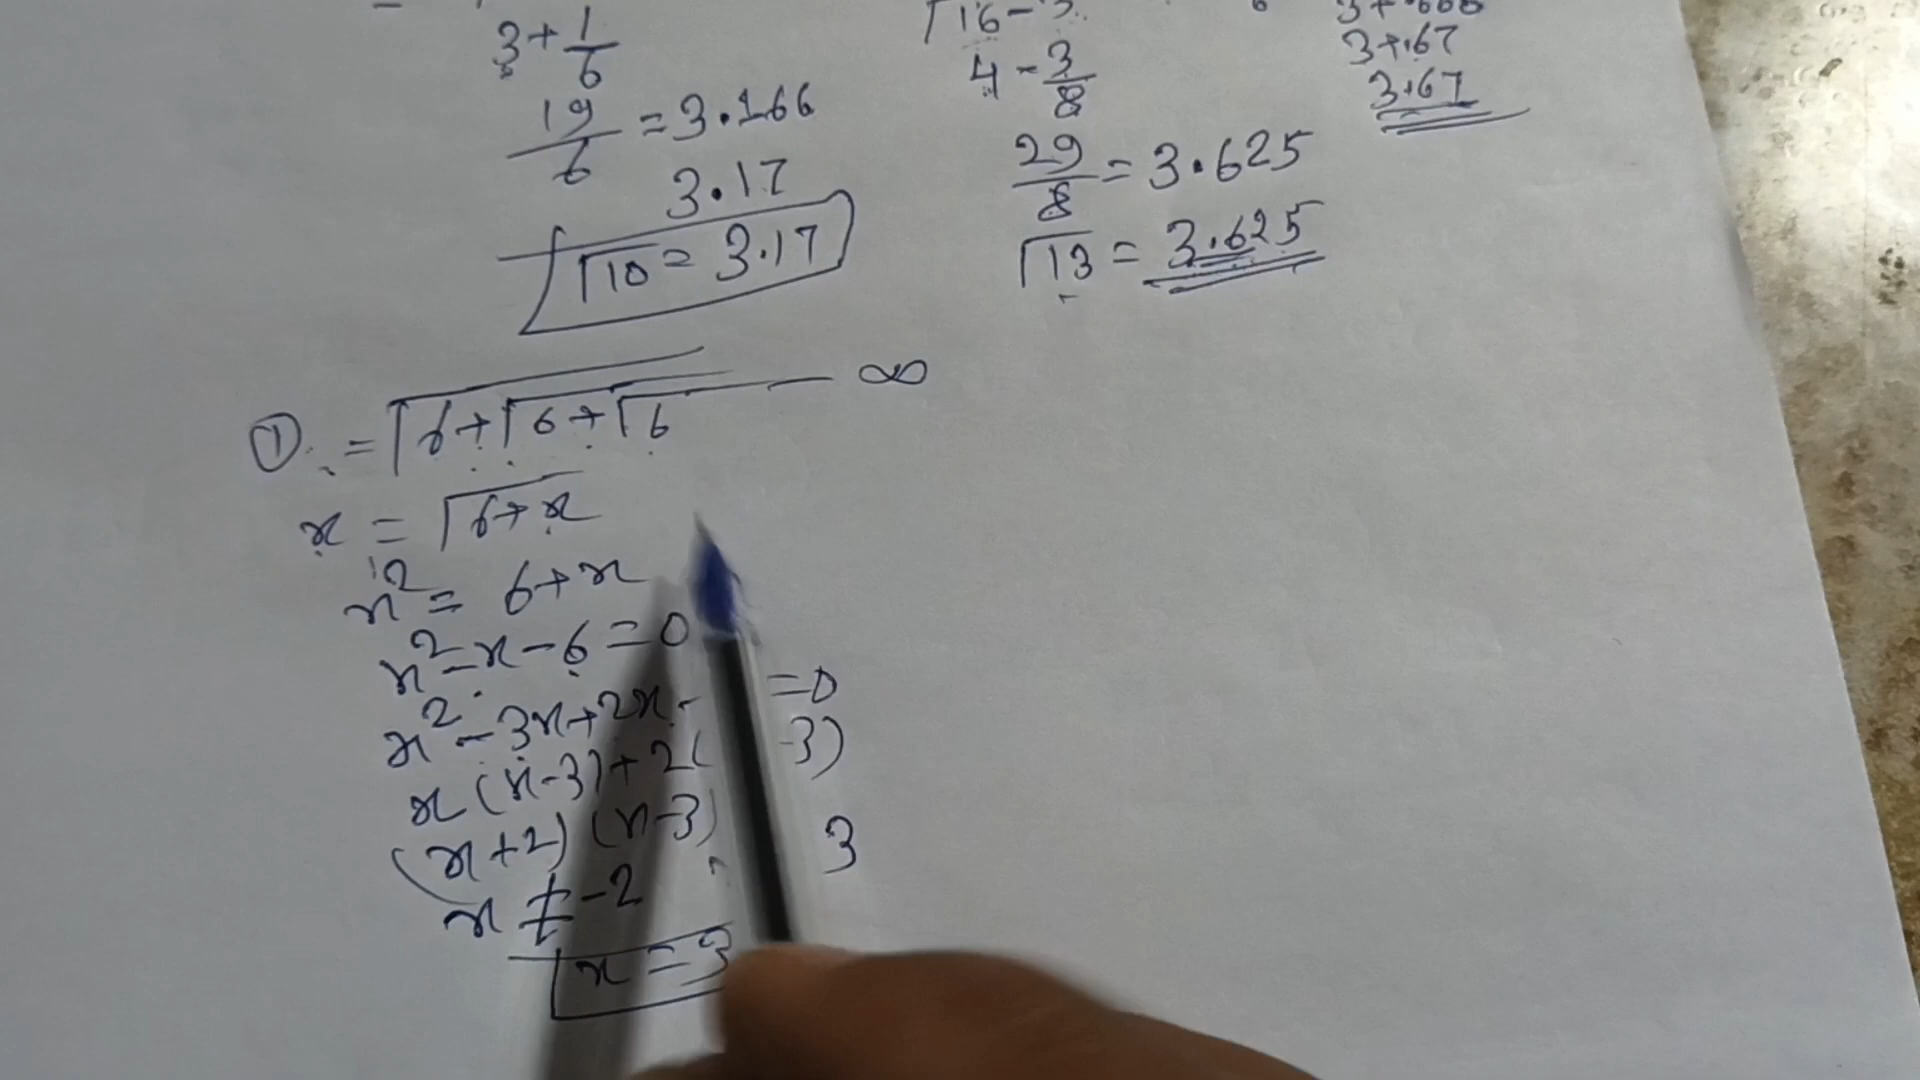 3+1/6
19/6 = 3.166
3.17
√10 = 3.17
√16-3
4-3/8
29/8 = 3.625
√13 = 3.625
3+.67
3.67
① = √6+√6+√6 — ∞
x = √6+x
x² = 6+x
x²-x-6=0
x²-3x+2x- =0
x(x-3)+2( -3)
(x+2)(x-3)
x ≠ -2 3
x=3